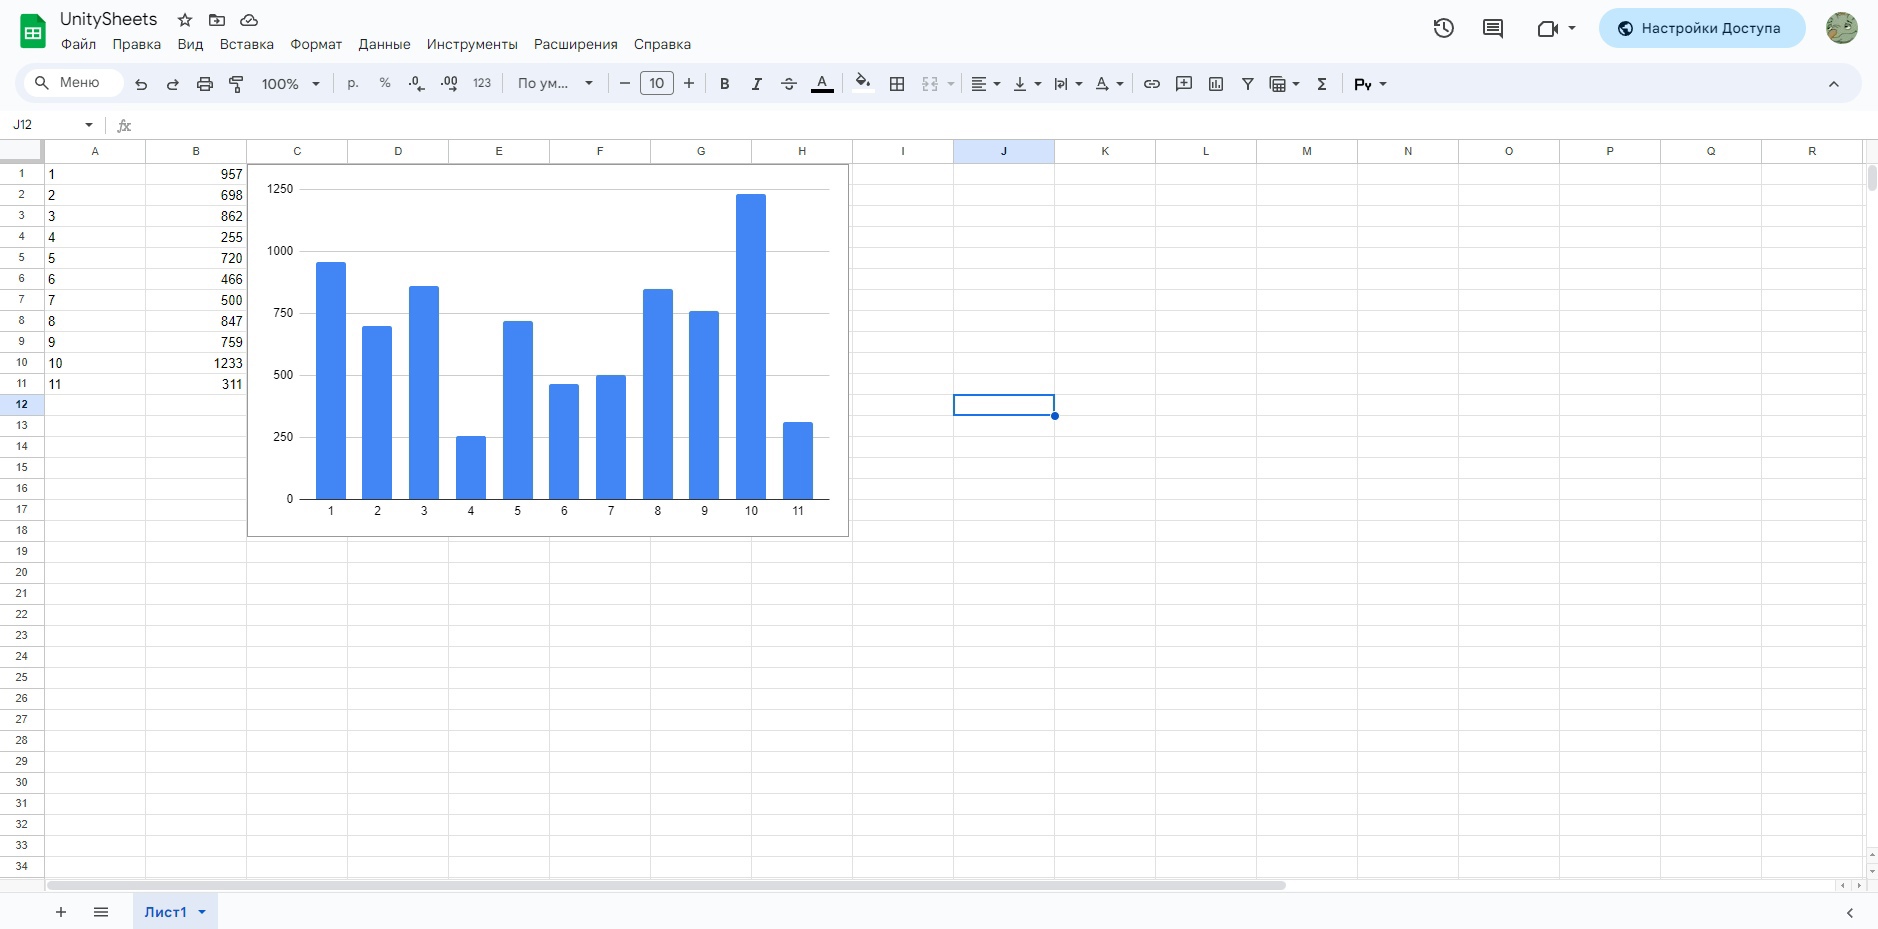 UnitySheets
Файл Правка Вид Вставка Формат Данные Инструменты Расширения Справка
Настройки Доступа
Меню 100% р. % .0 .00 123 По ум... 10 B I A Σ Py
J12 fx
A B C D E F G H I J K L M N O P Q R
1 1 957
2 2 698
3 3 862
4 4 255
5 5 720
6 6 466
7 7 500
8 8 847
9 9 759
10 10 1233
11 11 311
12
13
14
15
16
17
18
19
20
21
22
23
24
25
26
27
28
29
30
31
32
33
34
1250
1000
750
500
250
0
1 2 3 4 5 6 7 8 9 10 11
Лист1